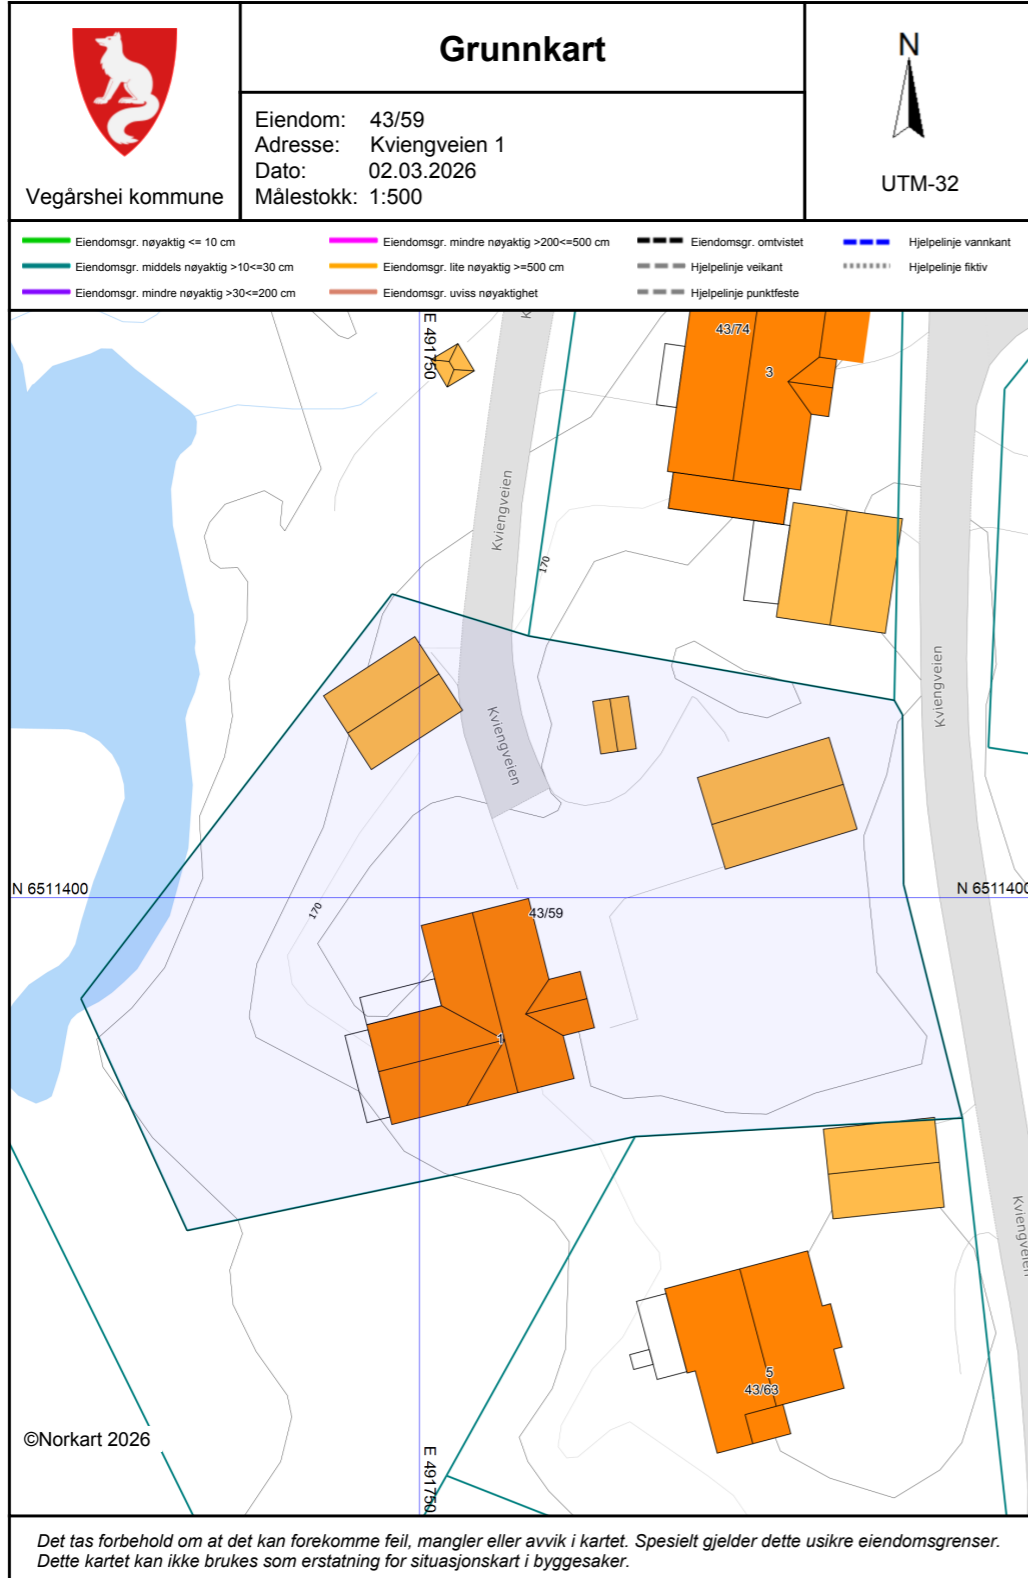 Vegårshei kommune
Grunnkart
Eiendom: 43/59
Adresse: Kviengveien 1
Dato: 02.03.2026
Målestokk: 1:500
N
UTM-32
Eiendomsgr. nøyaktig <= 10 cm
Eiendomsgr. middels nøyaktig >10<=30 cm
Eiendomsgr. mindre nøyaktig >30<=200 cm
Eiendomsgr. mindre nøyaktig >200<=500 cm
Eiendomsgr. lite nøyaktig >=500 cm
Eiendomsgr. uviss nøyaktighet
Eiendomsgr. omtvistet
Hjelpelinje veikant
Hjelpelinje punktfeste
Hjelpelinje vannkant
Hjelpelinje fiktiv
E 491750
43/74
3
Kviengveien
170
Kviengveien
Kviengveien
N 6511400
N 6511400
170
43/59
1
Kviengveien
5
43/63
E 491750
©Norkart 2026
Det tas forbehold om at det kan forekomme feil, mangler eller avvik i kartet. Spesielt gjelder dette usikre eiendomsgrenser.
Dette kartet kan ikke brukes som erstatning for situasjonskart i byggesaker.